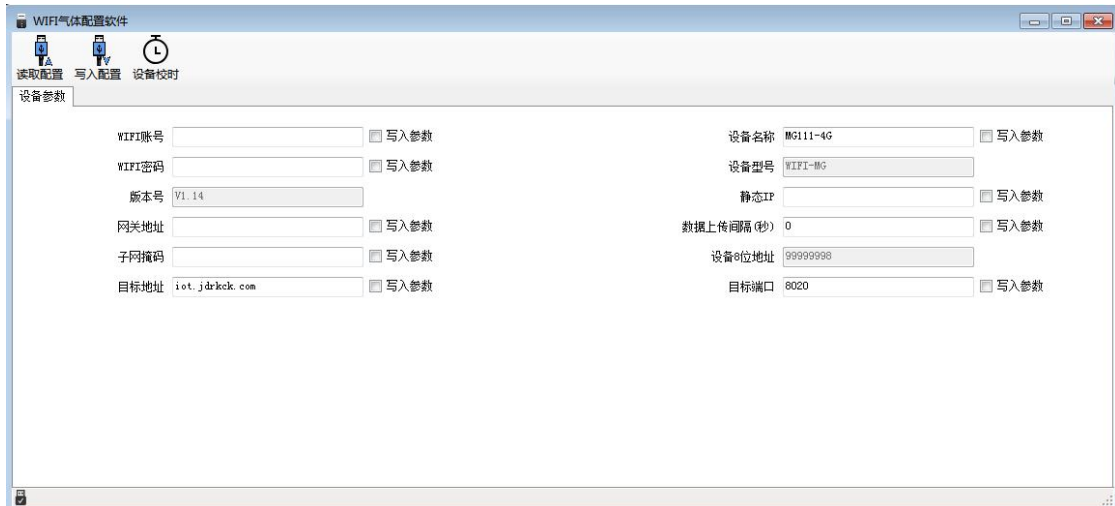 WIFI气体配置软件
读取配置 写入配置 设备校时
设备参数
WIFI账号 写入参数 设备名称 MG111-4G 写入参数
WIFI密码 写入参数 设备型号 WIFI-MG
版本号 V1.14 静态IP 写入参数
网关地址 写入参数 数据上传间隔(秒) 0 写入参数
子网掩码 写入参数 设备8位地址 99999998
目标地址 iot.jdrkck.com 写入参数 目标端口 8020 写入参数